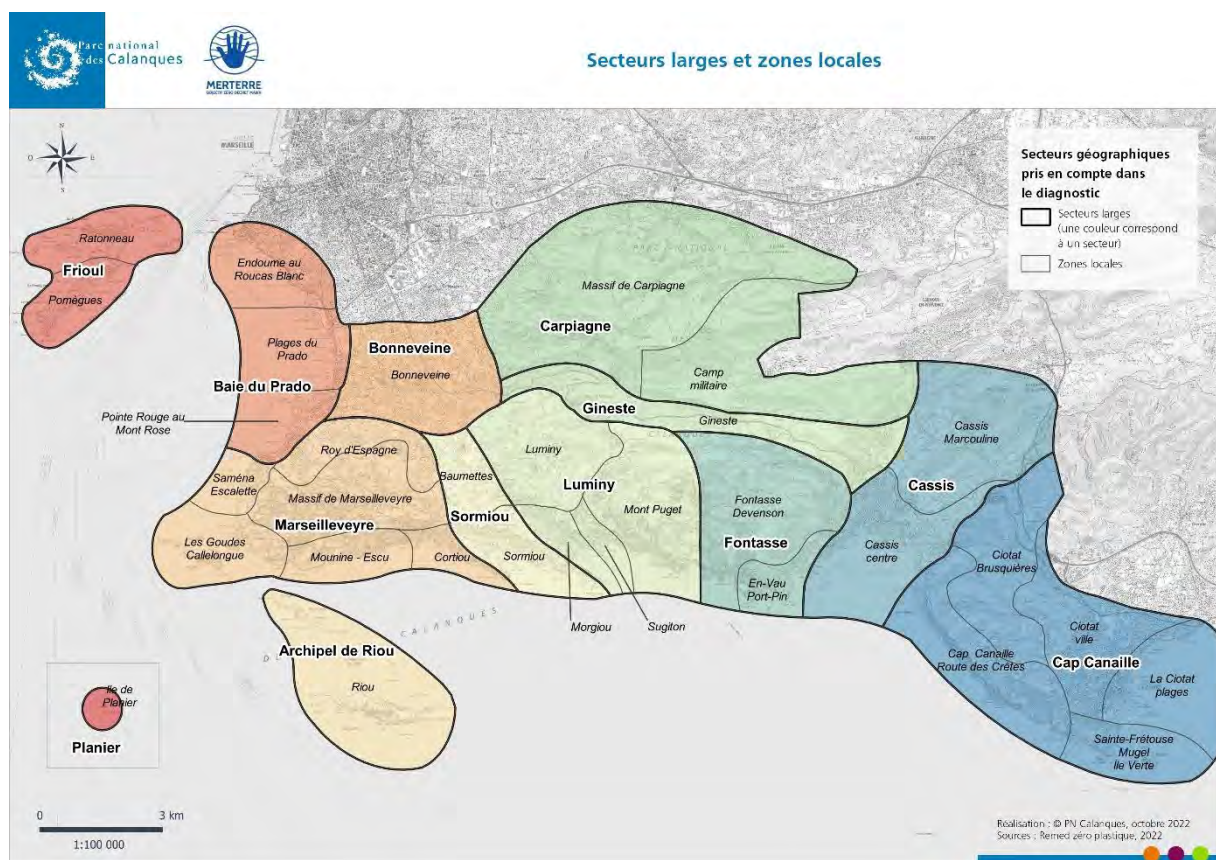 Parc national
des Calanques
MERTERRE
Secteurs larges et zones locales
N
O
E
S
MARSEILLE
Secteurs géographiques
pris en compte dans
le diagnostic
Secteurs larges
(une couleur correspond
à un secteur)
Zones locales
Ratonneau
Frioul
Pomègues
Endoume au
Roucas Blanc
Plages du
Prado
Baie du Prado
Pointe Rouge au
Mont Rose
Bonneveine
Bonneveine
Massif de Carpiagne
Carpiagne
Camp
militaire
Gineste
Gineste
Cassis
Marcouline
Cassis
Cassis
centre
Roy d'Espagne
Saména
Escalette
Massif de Marseilleveyre
Marseilleveyre
Les Goudes
Callelongue
Mounine - Escu
Cortiou
Baumettes
Sormiou
Sormiou
Luminy
Luminy
Mont Puget
Morgiou
Sugiton
Fontasse
Devenson
Fontasse
En-Vau
Port-Pin
Ciotat
Brusquières
Ciotat
ville
Cap Canaille
Cap Canaille
Route des Crêtes
La Ciotat
plages
Sainte-Frétouse
Mugel
Ile Verte
CALANQUES
Archipel de Riou
Riou
Ile de
Planier
Planier
0 3 km
1:100 000
Réalisation : © PN Calanques, octobre 2022
Sources : Remed zéro plastique, 2022